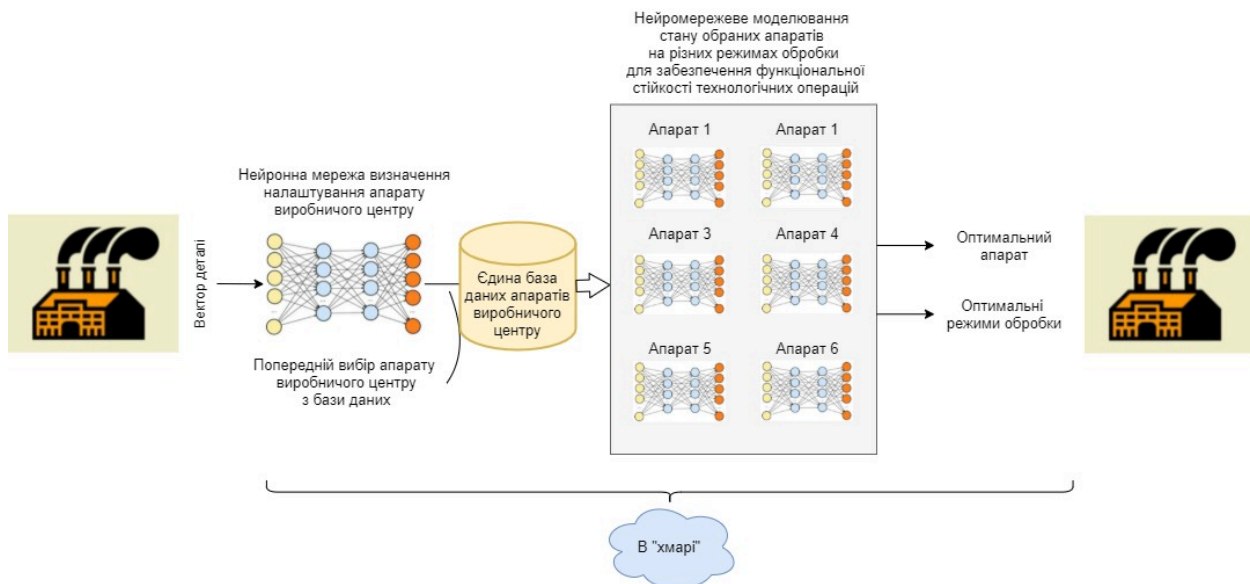 Нейромережеве моделювання
стану обраних апаратів
на різних режимах обробки
для забезпечення функціональної
стійкості технологічних операцій
Апарат 1
Апарат 1
Нейронна мережа визначення
налаштування апарату
виробничого центру
Вектор деталі
Єдина база
даних апаратів
виробничого
центру
Апарат 3
Апарат 4
Оптимальний
апарат
Оптимальні
режими обробки
Попередній вибір апарату
виробничого центру
з бази даних
Апарат 5
Апарат 6
В "хмарі"